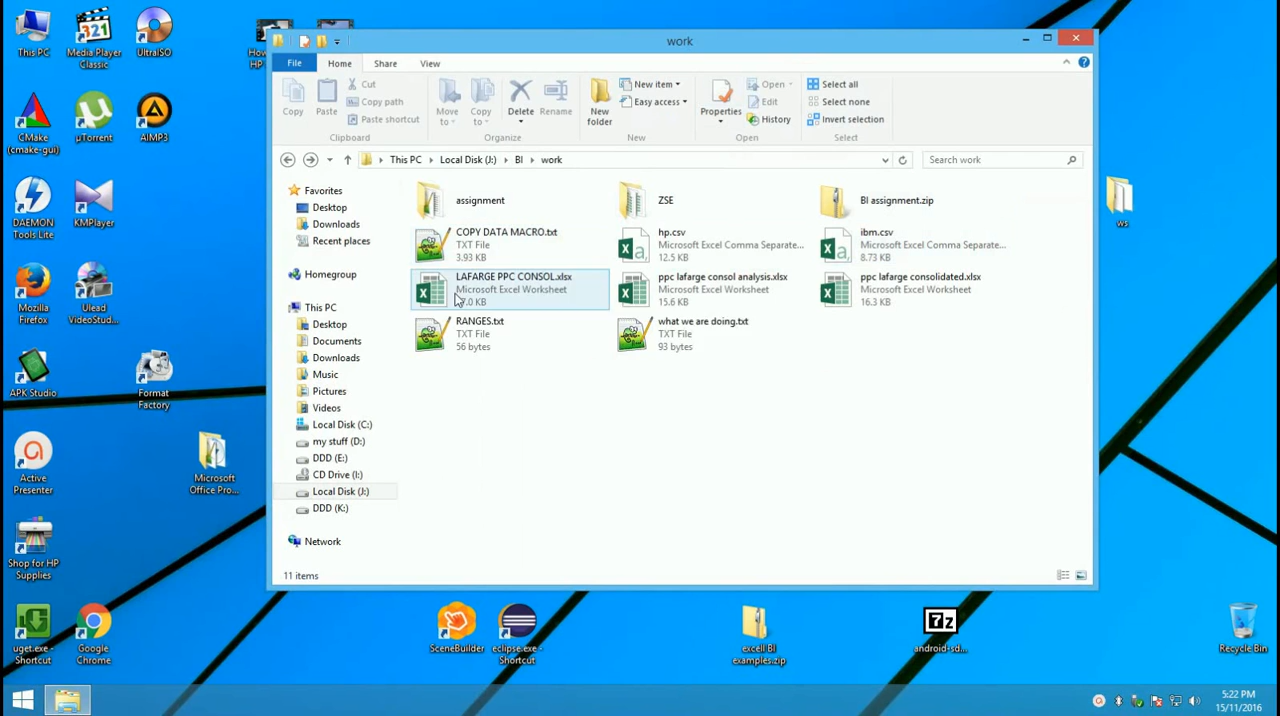 This PC
Media Player
Classic
UltraISO
How
HP
CMake
(cmake-gui)
µTorrent
AIMP3
DAEMON
Tools Lite
KMPlayer
Mozilla
Firefox
Ulead
VideoStud...
APK Studio
Format
Factory
Active
Presenter
Microsoft
Office Pro...
Shop for HP
Supplies
uget.exe -
Shortcut
Google
Chrome
work
File
Home
Share
View
Copy
Paste
Cut
Copy path
Paste shortcut
Clipboard
Move
to
Copy
to
Delete
Rename
Organize
New
folder
New item
Easy access
New
Properties
Open
Edit
History
Open
Select all
Select none
Invert selection
Select
This PC
Local Disk (J:)
BI
work
Search work
Favorites
Desktop
Downloads
Recent places
Homegroup
This PC
Desktop
Documents
Downloads
Music
Pictures
Videos
Local Disk (C:)
my stuff (D:)
DDD (E:)
CD Drive (I:)
Local Disk (J:)
DDD (K:)
Network
assignment
ZSE
BI assignment.zip
COPY DATA MACRO.txt
TXT File
3.93 KB
hp.csv
Microsoft Excel Comma Separate...
12.5 KB
ibm.csv
Microsoft Excel Comma Separate...
8.73 KB
LAFARGE PPC CONSOL.xlsx
Microsoft Excel Worksheet
7.0 KB
ppc lafarge consol analysis.xlsx
Microsoft Excel Worksheet
15.6 KB
ppc lafarge consolidated.xlsx
Microsoft Excel Worksheet
16.3 KB
RANGES.txt
TXT File
56 bytes
what we are doing.txt
TXT File
93 bytes
11 items
ws
SceneBuilder
eclipse.exe -
Shortcut
excell BI
examples.zip
7z
android-sd...
Recycle Bin
5:22 PM
15/11/2016